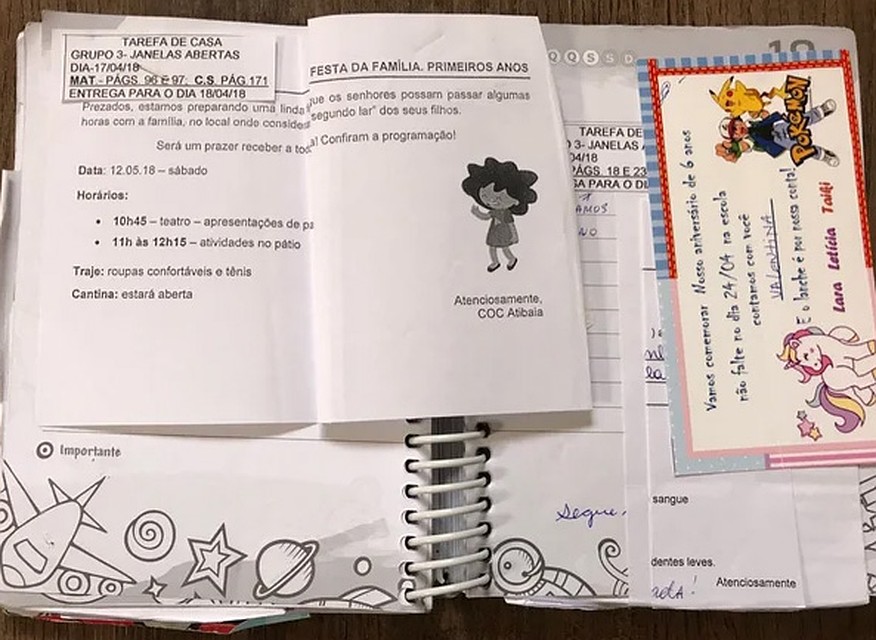 TAREFA DE CASA
GRUPO 3- JANELAS ABERTAS
DIA-17/04/18
MAT.- PÁGS. 96 e 97; C.S. PÁG 171
ENTREGA PARA O DIA 18/04/18
FESTA DA FAMÍLIA. PRIMEIROS ANOS
Prezados, estamos preparando uma linda
que os senhores possam passar algumas
horas com a família, no local onde
segundo lar" dos seus filhos.
Será um prazer receber a
Confiram a programação!
Data: 12.05.18 – sábado
Horários:
• 10h45 – teatro – apresentações de
• 11h às 12h15 – atividades no pátio
Traje: roupas confortáveis e tênis
Cantina: estará aberta
Atenciosamente,
COC Atibaia
Importante
Q Q S S D
TAREFA DE
3- JANELAS
04/18
PÁGS. 18 E 23
PARA O
AMOS
NO
POKÉMON
Vamos comemorar Nosso aniversário de 6 anos
não falte no dia 24/04 na escola
contamos com você
VALENTINA
E o lanche é por nossa conta!
Lara Letícia Taiki
Segue.
sangue
dentes leves.
Atenciosamente